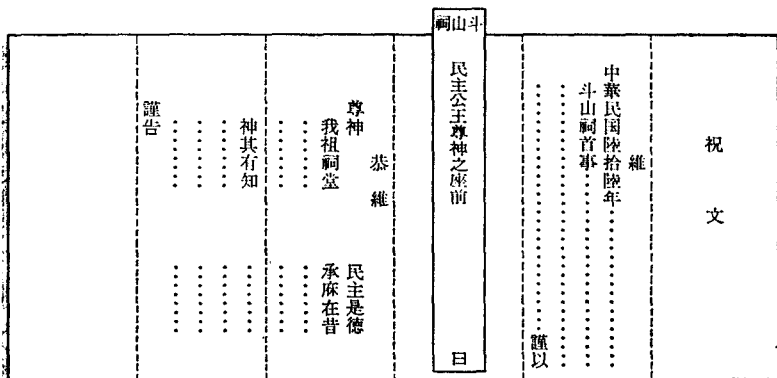 祝文
維
中華民国陸拾陸年……………
斗山祠首事……………
……………………謹以
斗山祠
民主公王尊神之座前 曰
恭維
尊神 民主是德
我祖祠堂 承庥在昔
…… ……
…… ……
神其有知 ……
…… ……
…… ……
謹告